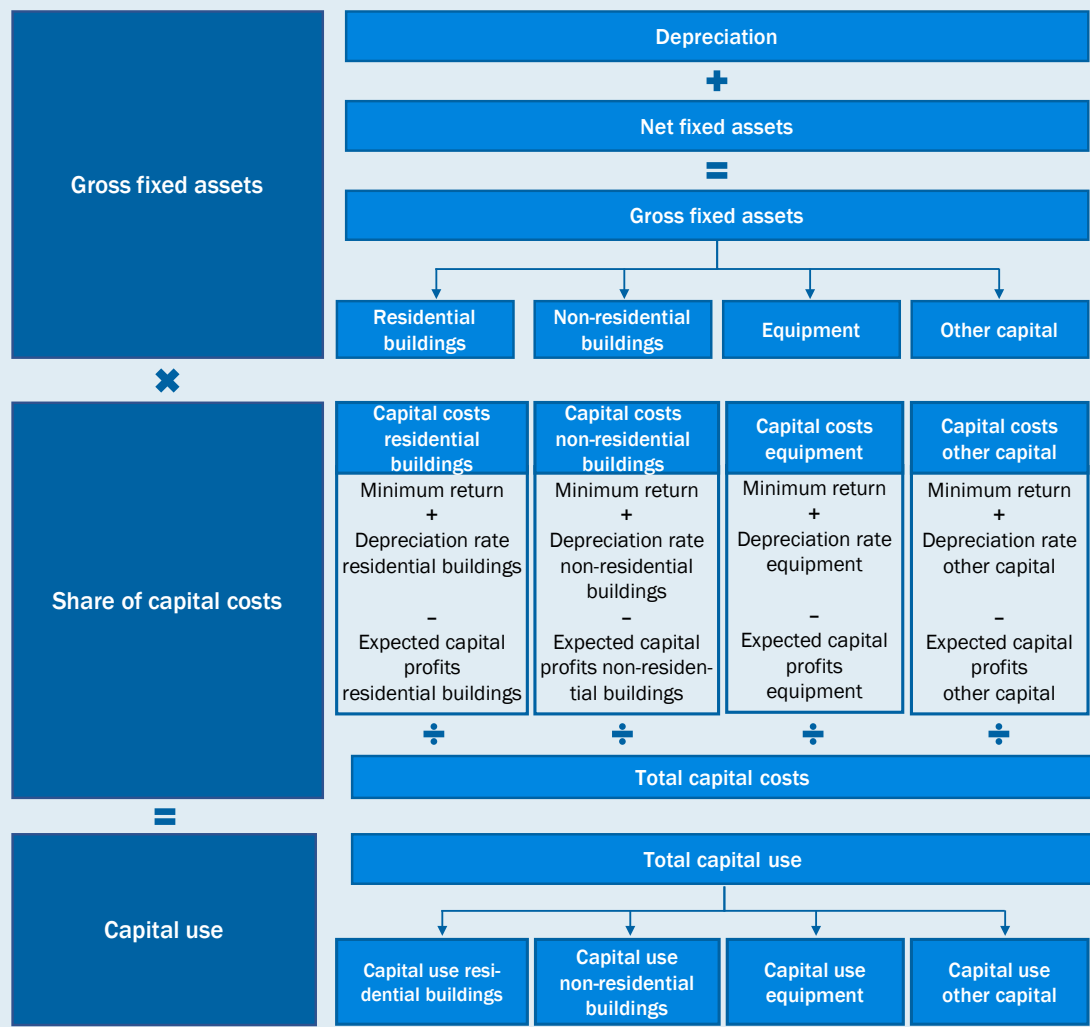 Gross fixed assets
Depreciation
+
Net fixed assets
=
Gross fixed assets
Residential
buildings
Non-residential
buildings
Equipment
Other capital
×
Share of capital costs
Capital costs
residential
buildings
Minimum return
+
Depreciation rate
residential buildings
–
Expected capital
profits
residential buildings
÷
Capital costs
non-residential
buildings
Minimum return
+
Depreciation rate
non-residential
buildings
–
Expected capital
profits non-residen-
tial buildings
÷
Capital costs
equipment
Minimum return
+
Depreciation rate
equipment
–
Expected capital
profits
equipment
÷
Capital costs
other capital
Minimum return
+
Depreciation rate
other capital
–
Expected capital
profits
other capital
÷
Total capital costs
=
Capital use
Total capital use
Capital use resi-
dential buildings
Capital use
non-residential
buildings
Capital use
equipment
Capital use
other capital